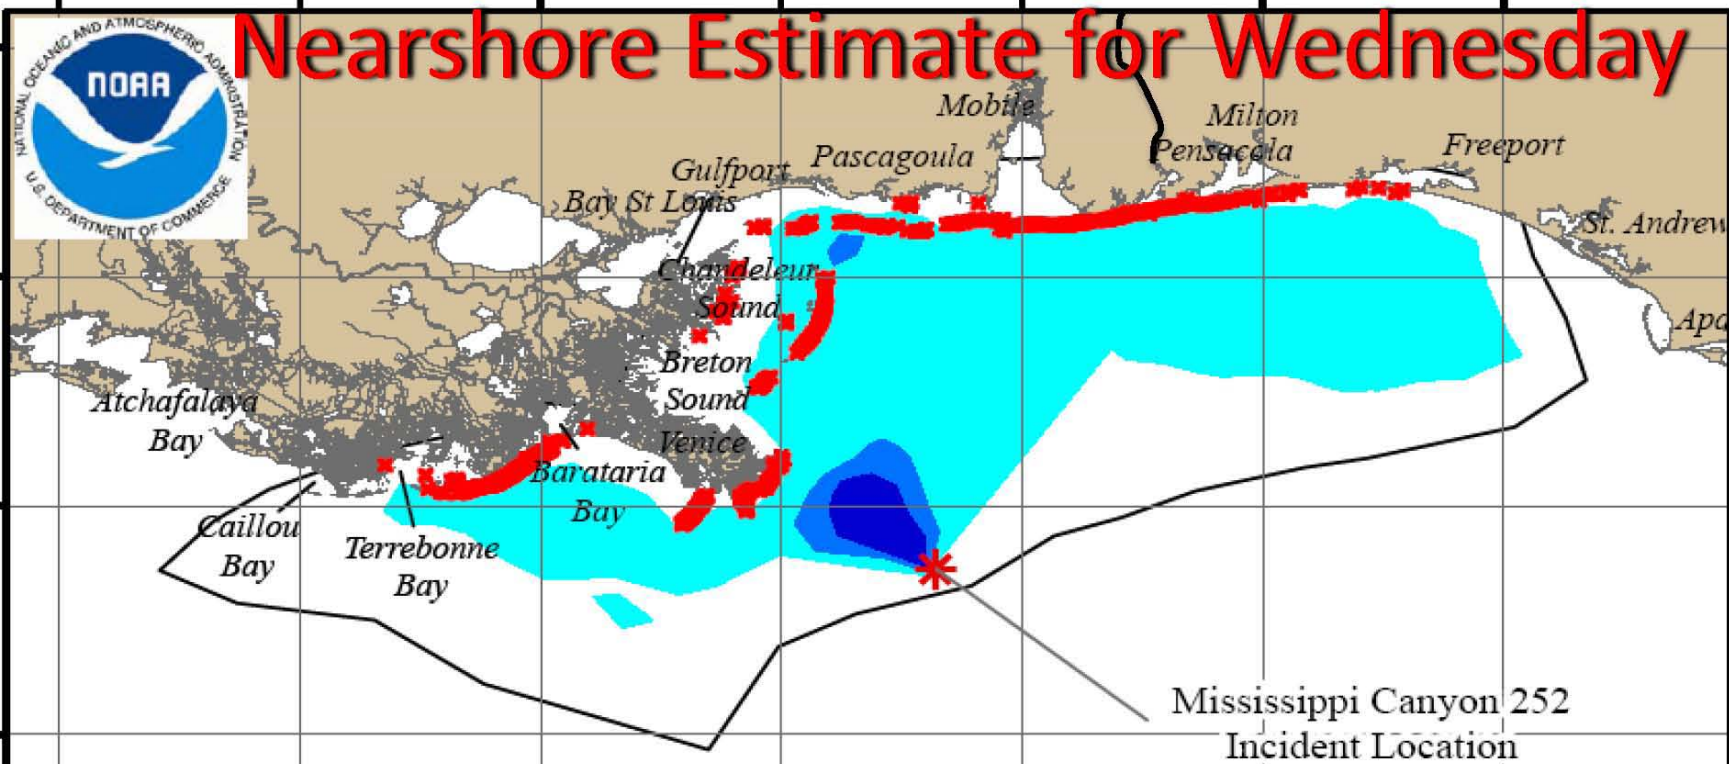 Nearshore Estimate for Wednesday
NATIONAL OCEANIC AND ATMOSPHERIC ADMINISTRATION
NOAA
U.S. DEPARTMENT OF COMMERCE
Mobile
Milton
Pensacola
Freeport
Pascagoula
Gulfport
Bay St Louis
St. Andrew
Chandeleur
Sound
Apa
Breton
Sound
Atchafalaya
Bay
Venice
Barataria
Bay
Caillou
Bay
Terrebonne
Bay
Mississippi Canyon 252
Incident Location